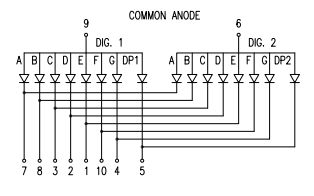 COMMON ANODE
9 6
DIG. 1 DIG. 2
A B C D E F G DP1 A B C D E F G DP2
7 8 3 2 1 10 4 5